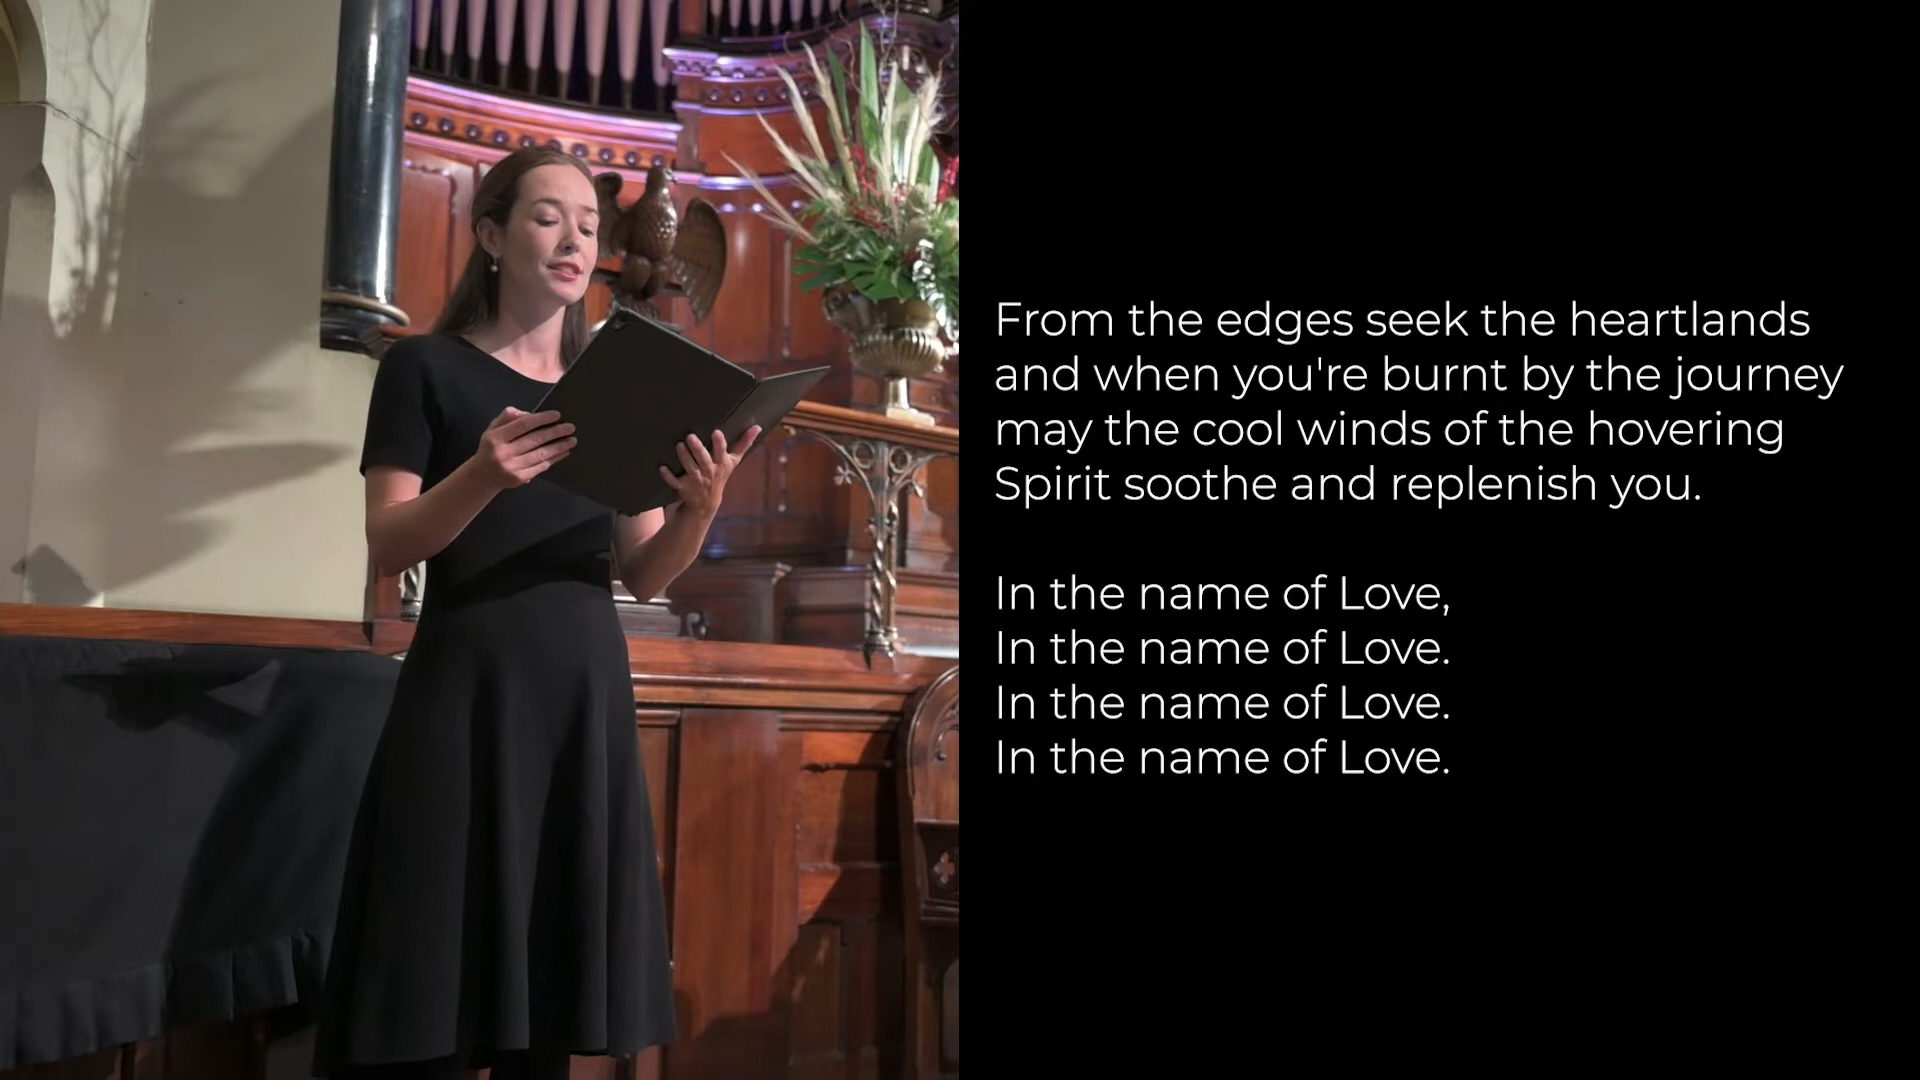 From the edges seek the heartlands
and when you're burnt by the journey
may the cool winds of the hovering
Spirit soothe and replenish you.
In the name of Love,
In the name of Love.
In the name of Love.
In the name of Love.